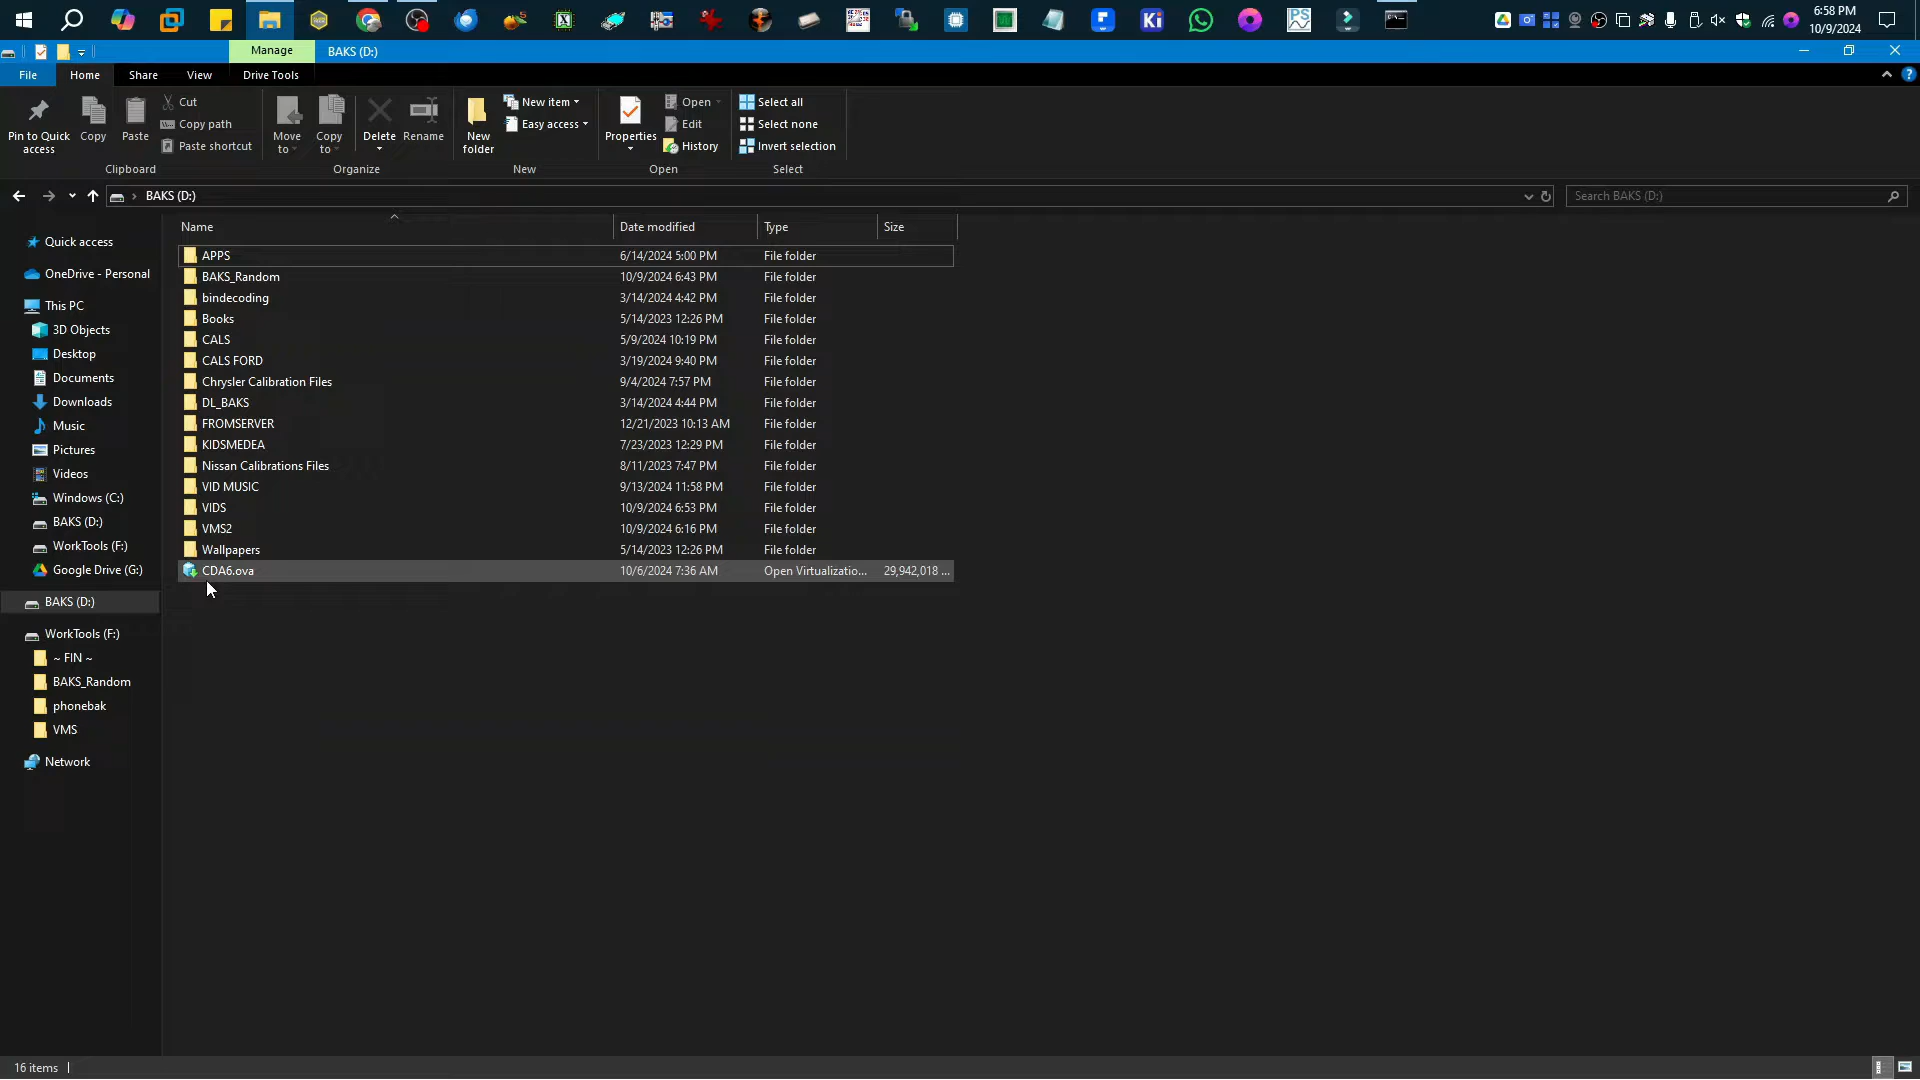 6:58 PM
10/9/2024
Manage
BAKS (D:)
File
Home
Share
View
Drive Tools
Pin to Quick access
Copy
Paste
Cut
Copy path
Paste shortcut
Move to
Copy to
Delete
Rename
New folder
New item
Easy access
Properties
Open
Edit
History
Select all
Select none
Invert selection
Clipboard
Organize
New
Open
Select
BAKS (D:)
Search BAKS (D:)
Name
Date modified
Type
Size
Quick access
OneDrive - Personal
This PC
3D Objects
Desktop
Documents
Downloads
Music
Pictures
Videos
Windows (C:)
BAKS (D:)
WorkTools (F:)
Google Drive (G:)
BAKS (D:)
WorkTools (F:)
~ FIN ~
BAKS_Random
phonebak
VMS
Network
APPS 6/14/2024 5:00 PM File folder
BAKS_Random 10/9/2024 6:43 PM File folder
bindecoding 3/14/2024 4:42 PM File folder
Books 5/14/2023 12:26 PM File folder
CALS 5/9/2024 10:19 PM File folder
CALS FORD 3/19/2024 9:40 PM File folder
Chrysler Calibration Files 9/4/2024 7:57 PM File folder
DL_BAKS 3/14/2024 4:44 PM File folder
FROMSERVER 12/21/2023 10:13 AM File folder
KIDSMEDEA 7/23/2023 12:29 PM File folder
Nissan Calibrations Files 8/11/2023 7:47 PM File folder
VID MUSIC 9/13/2024 11:58 PM File folder
VIDS 10/9/2024 6:53 PM File folder
VMS2 10/9/2024 6:16 PM File folder
Wallpapers 5/14/2023 12:26 PM File folder
CDA6.ova 10/6/2024 7:36 AM Open Virtualizatio... 29,942,018 ...
16 items